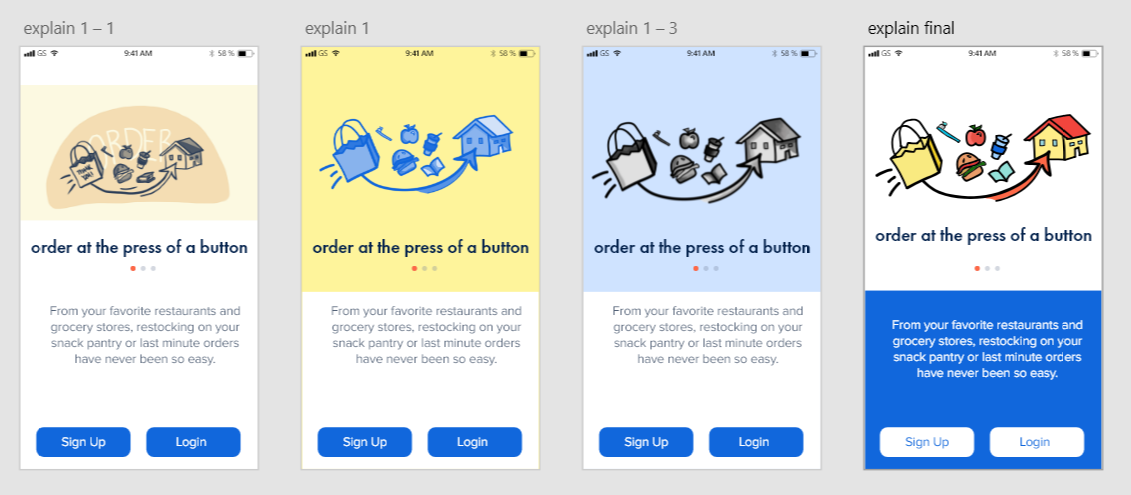 explain 1 – 1
GS 9:41 AM 58 %
ORDER
THANK
YOU!
order at the press of a button
From your favorite restaurants and
grocery stores, restocking on your
snack pantry or last minute orders
have never been so easy.
Sign Up Login
explain 1
GS 9:41 AM 58 %
order at the press of a button
From your favorite restaurants and
grocery stores, restocking on your
snack pantry or last minute orders
have never been so easy.
Sign Up Login
explain 1 – 3
GS 9:41 AM 58 %
order at the press of a button
From your favorite restaurants and
grocery stores, restocking on your
snack pantry or last minute orders
have never been so easy.
Sign Up Login
explain final
GS 9:41 AM 58 %
order at the press of a button
From your favorite restaurants and
grocery stores, restocking on your
snack pantry or last minute orders
have never been so easy.
Sign Up Login